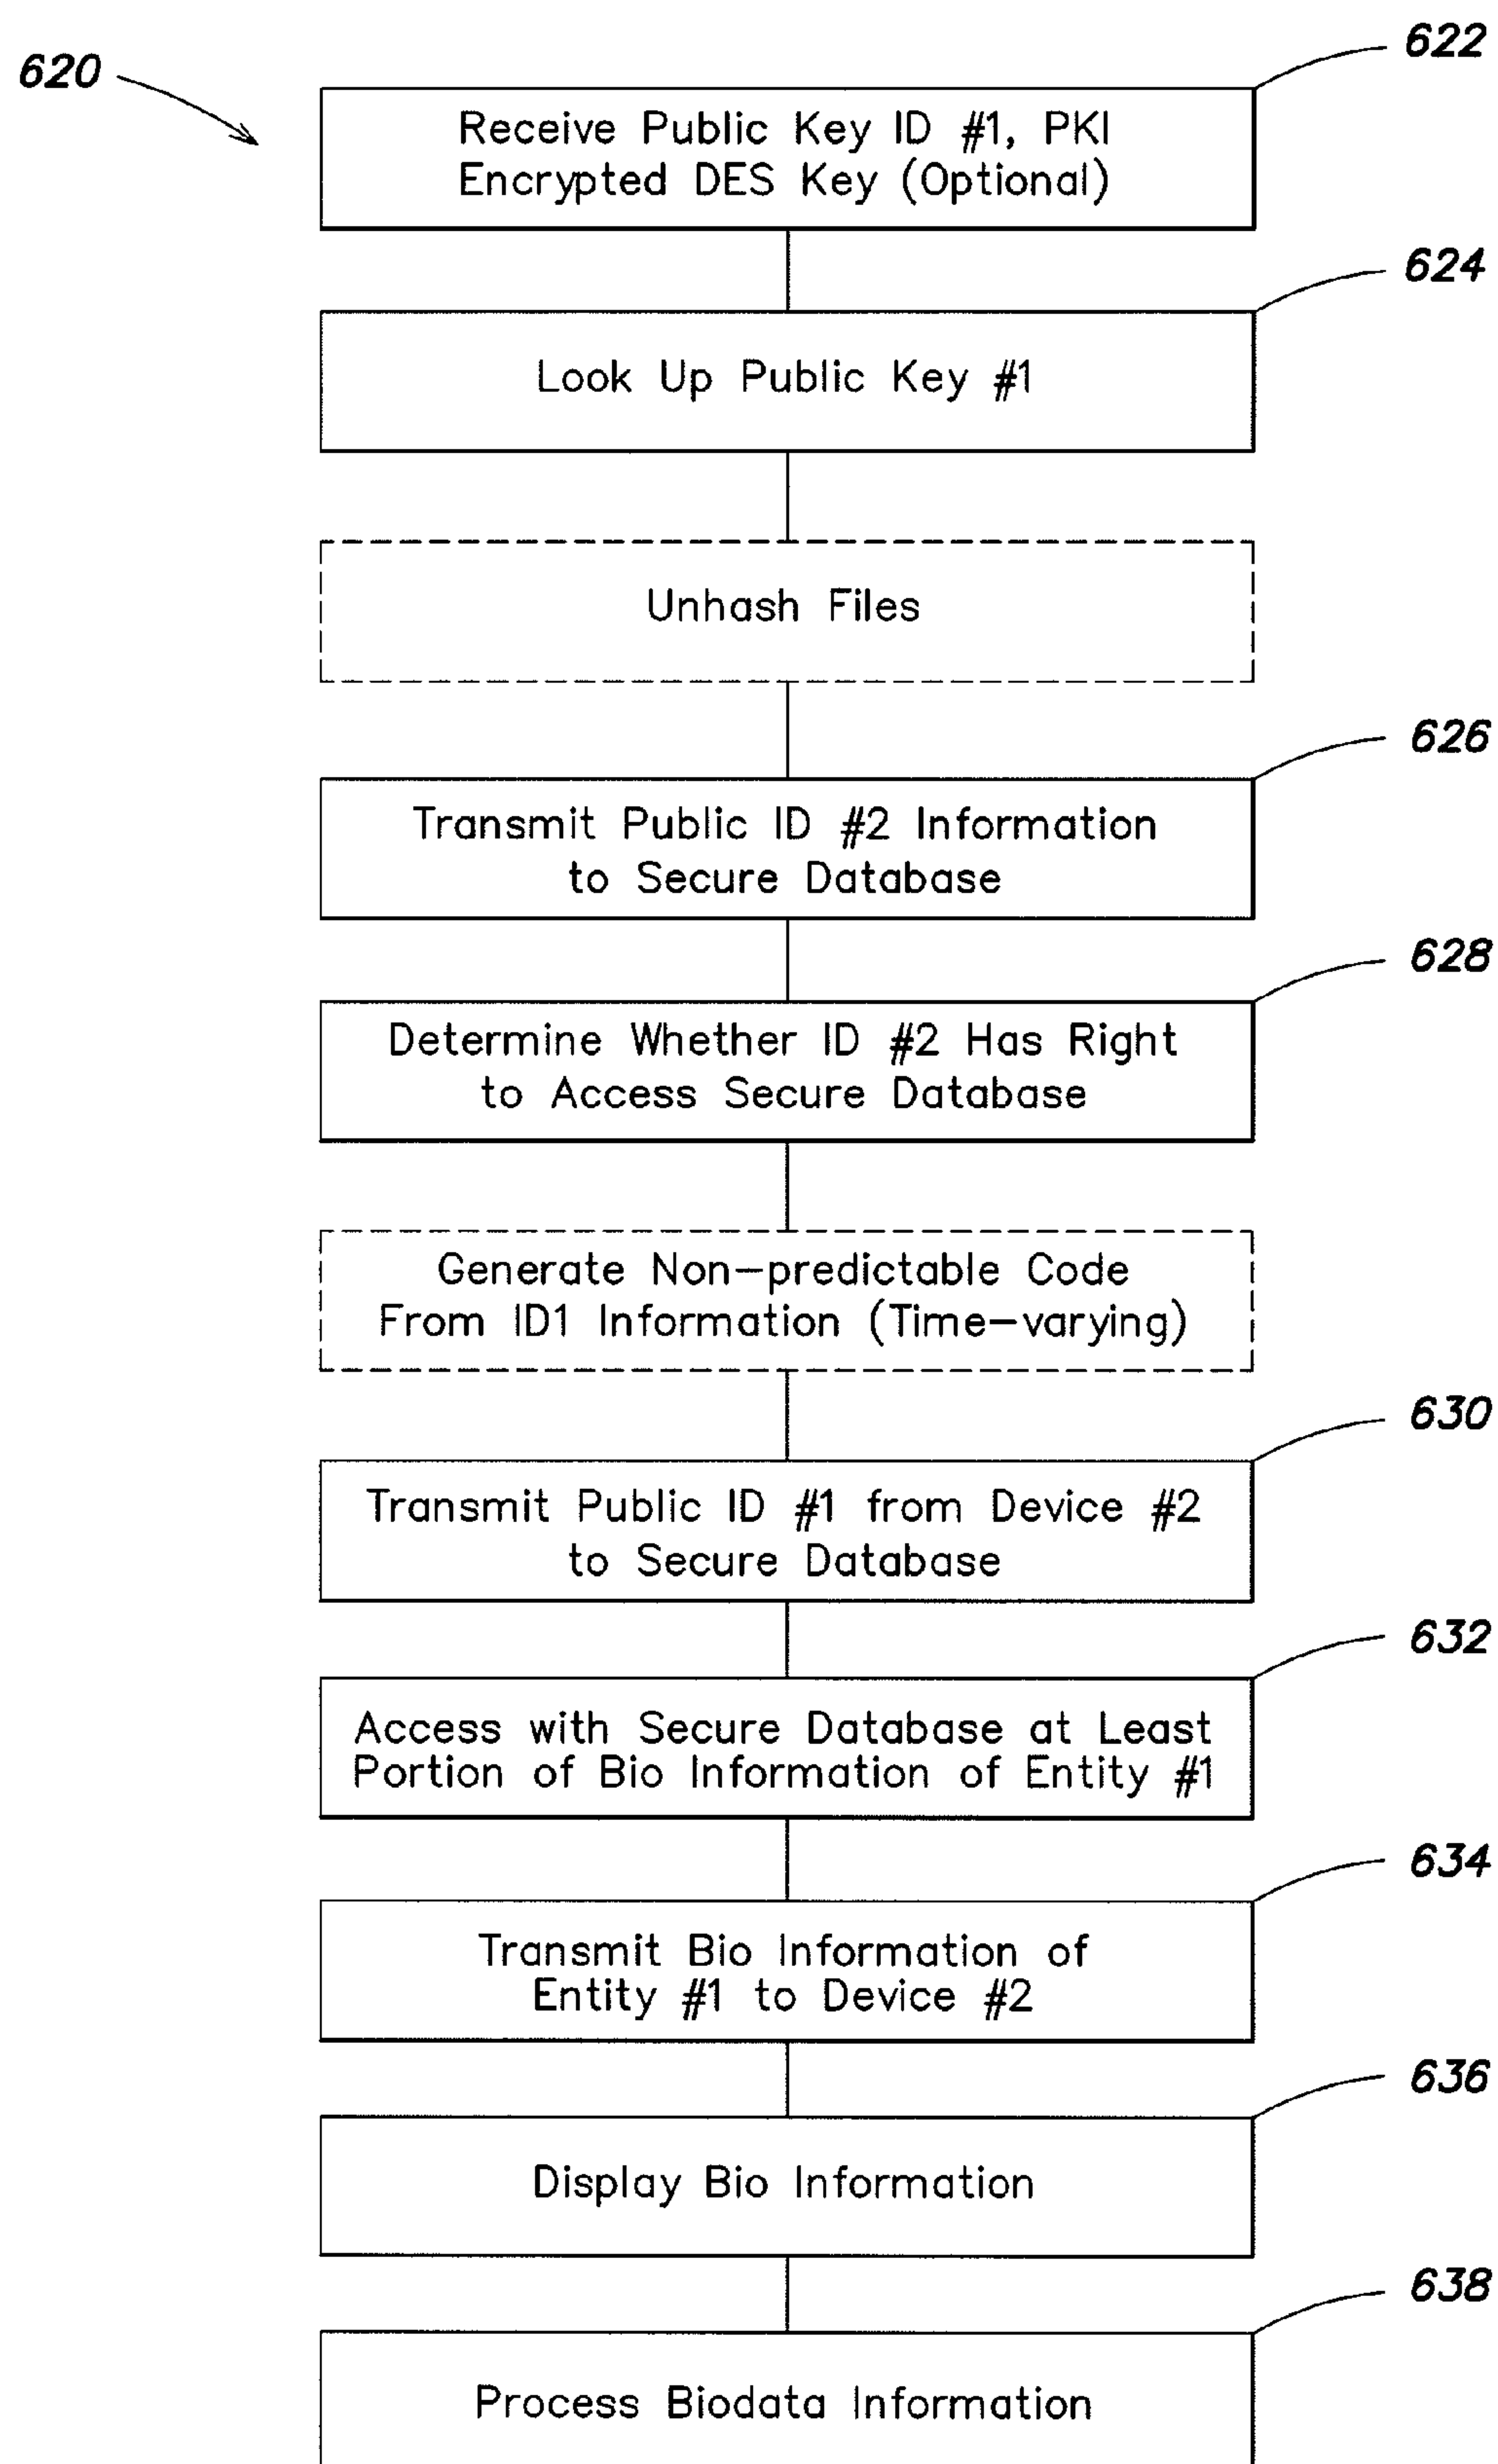 622
620
Receive Public Key ID #1, PKI
Encrypted DES Key (Optional)
624
Look Up Public Key #1
Unhash Files
626
Transmit Public ID #2 Information
to Secure Database
628
Determine Whether ID #2 Has Right
to Access Secure Database
Generate Non-predictable Code
From ID1 Information (Time-varying)
630
Transmit Public ID #1 from Device #2
to Secure Database
632
Access with Secure Database at Least
Portion of Bio Information of Entity #1
634
Transmit Bio Information of
Entity #1 to Device #2
636
Display Bio Information
638
Process Biodata Information